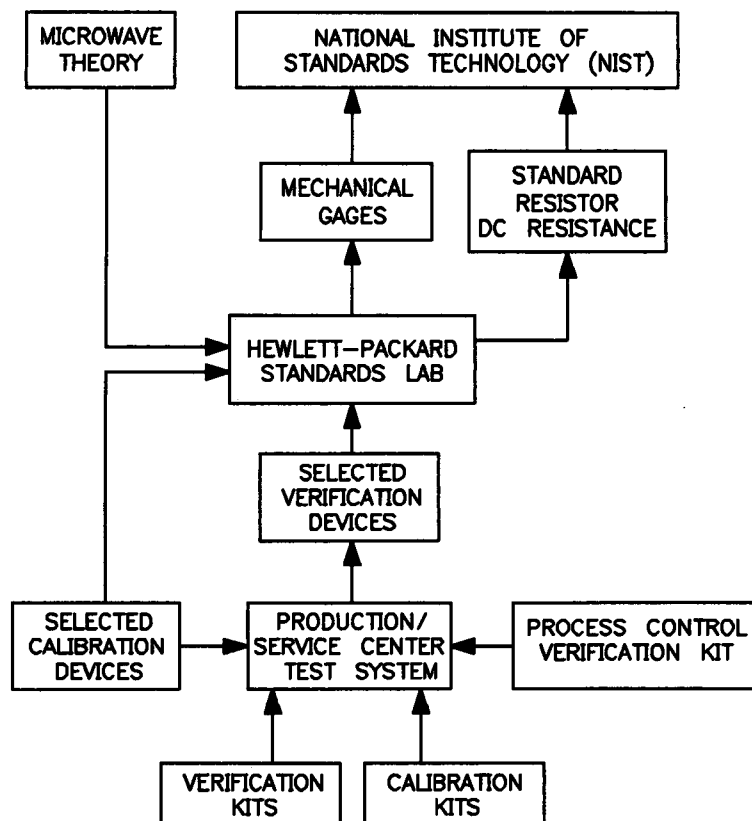 MICROWAVE
THEORY
NATIONAL INSTITUTE OF
STANDARDS TECHNOLOGY (NIST)
MECHANICAL
GAGES
STANDARD
RESISTOR
DC RESISTANCE
HEWLETT-PACKARD
STANDARDS LAB
SELECTED
VERIFICATION
DEVICES
SELECTED
CALIBRATION
DEVICES
PRODUCTION/
SERVICE CENTER
TEST SYSTEM
PROCESS CONTROL
VERIFICATION KIT
VERIFICATION
KITS
CALIBRATION
KITS